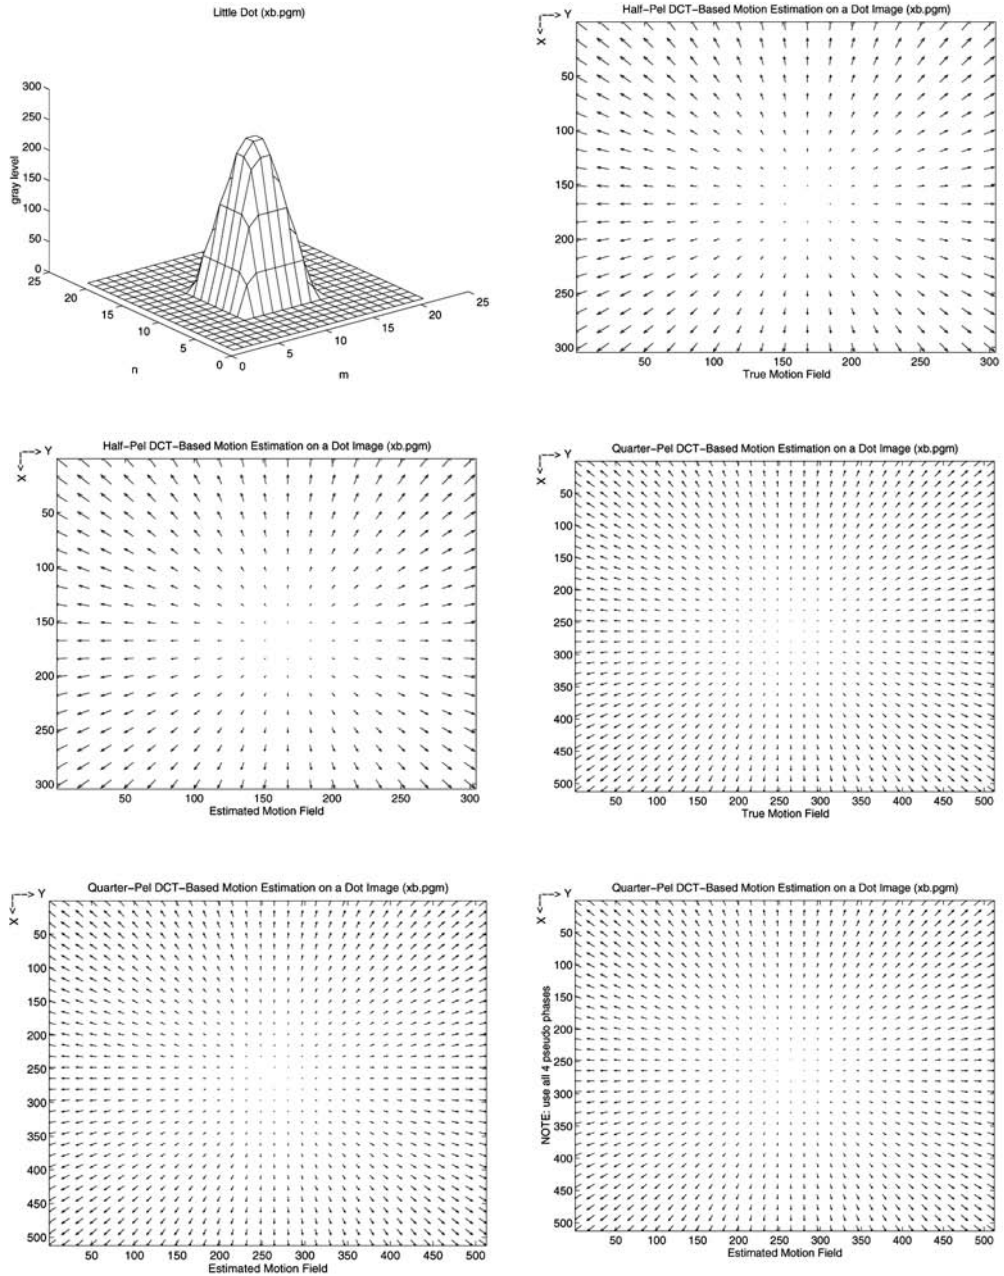 Little Dot (xb.pgm)
300
250
200
150
100
50
0
gray level
25
20
15
10
5
0
n
0
5
10
15
20
25
m
Half-Pel DCT-Based Motion Estimation on a Dot Image (xb.pgm)
X <---> Y
50
100
150
200
250
300
50 100 150 200 250 300
True Motion Field
Half-Pel DCT-Based Motion Estimation on a Dot Image (xb.pgm)
X <---> Y
50
100
150
200
250
300
50 100 150 200 250 300
Estimated Motion Field
Quarter-Pel DCT-Based Motion Estimation on a Dot Image (xb.pgm)
X <---> Y
50
100
150
200
250
300
350
400
450
500
50 100 150 200 250 300 350 400 450 500
True Motion Field
Quarter-Pel DCT-Based Motion Estimation on a Dot Image (xb.pgm)
X <---> Y
50
100
150
200
250
300
350
400
450
500
50 100 150 200 250 300 350 400 450 500
Estimated Motion Field
Quarter-Pel DCT-Based Motion Estimation on a Dot Image (xb.pgm)
X <---> Y
NOTE: use all 4 pseudo phases
50
100
150
200
250
300
350
400
450
500
50 100 150 200 250 300 350 400 450 500
Estimated Motion Field